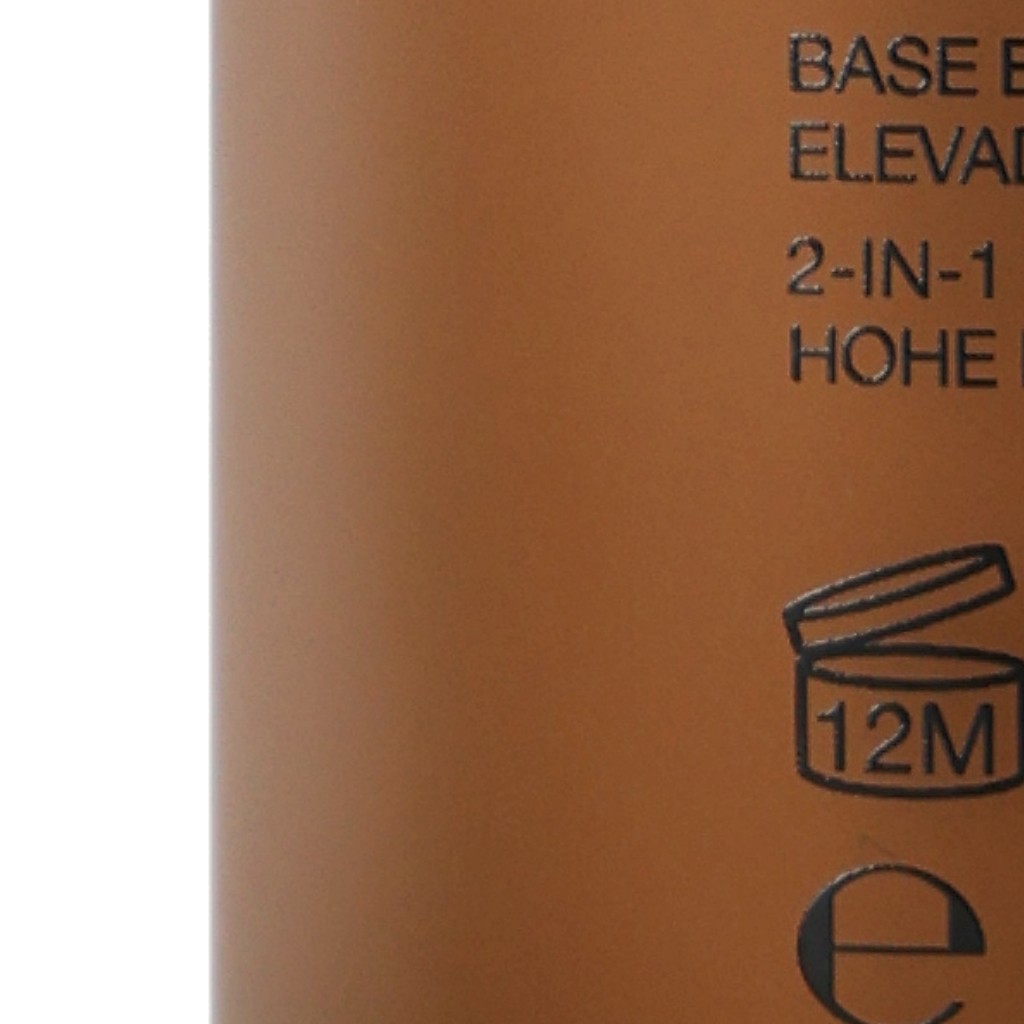 BASE
ELEVAD
2-IN-1
HOHE
12M
e